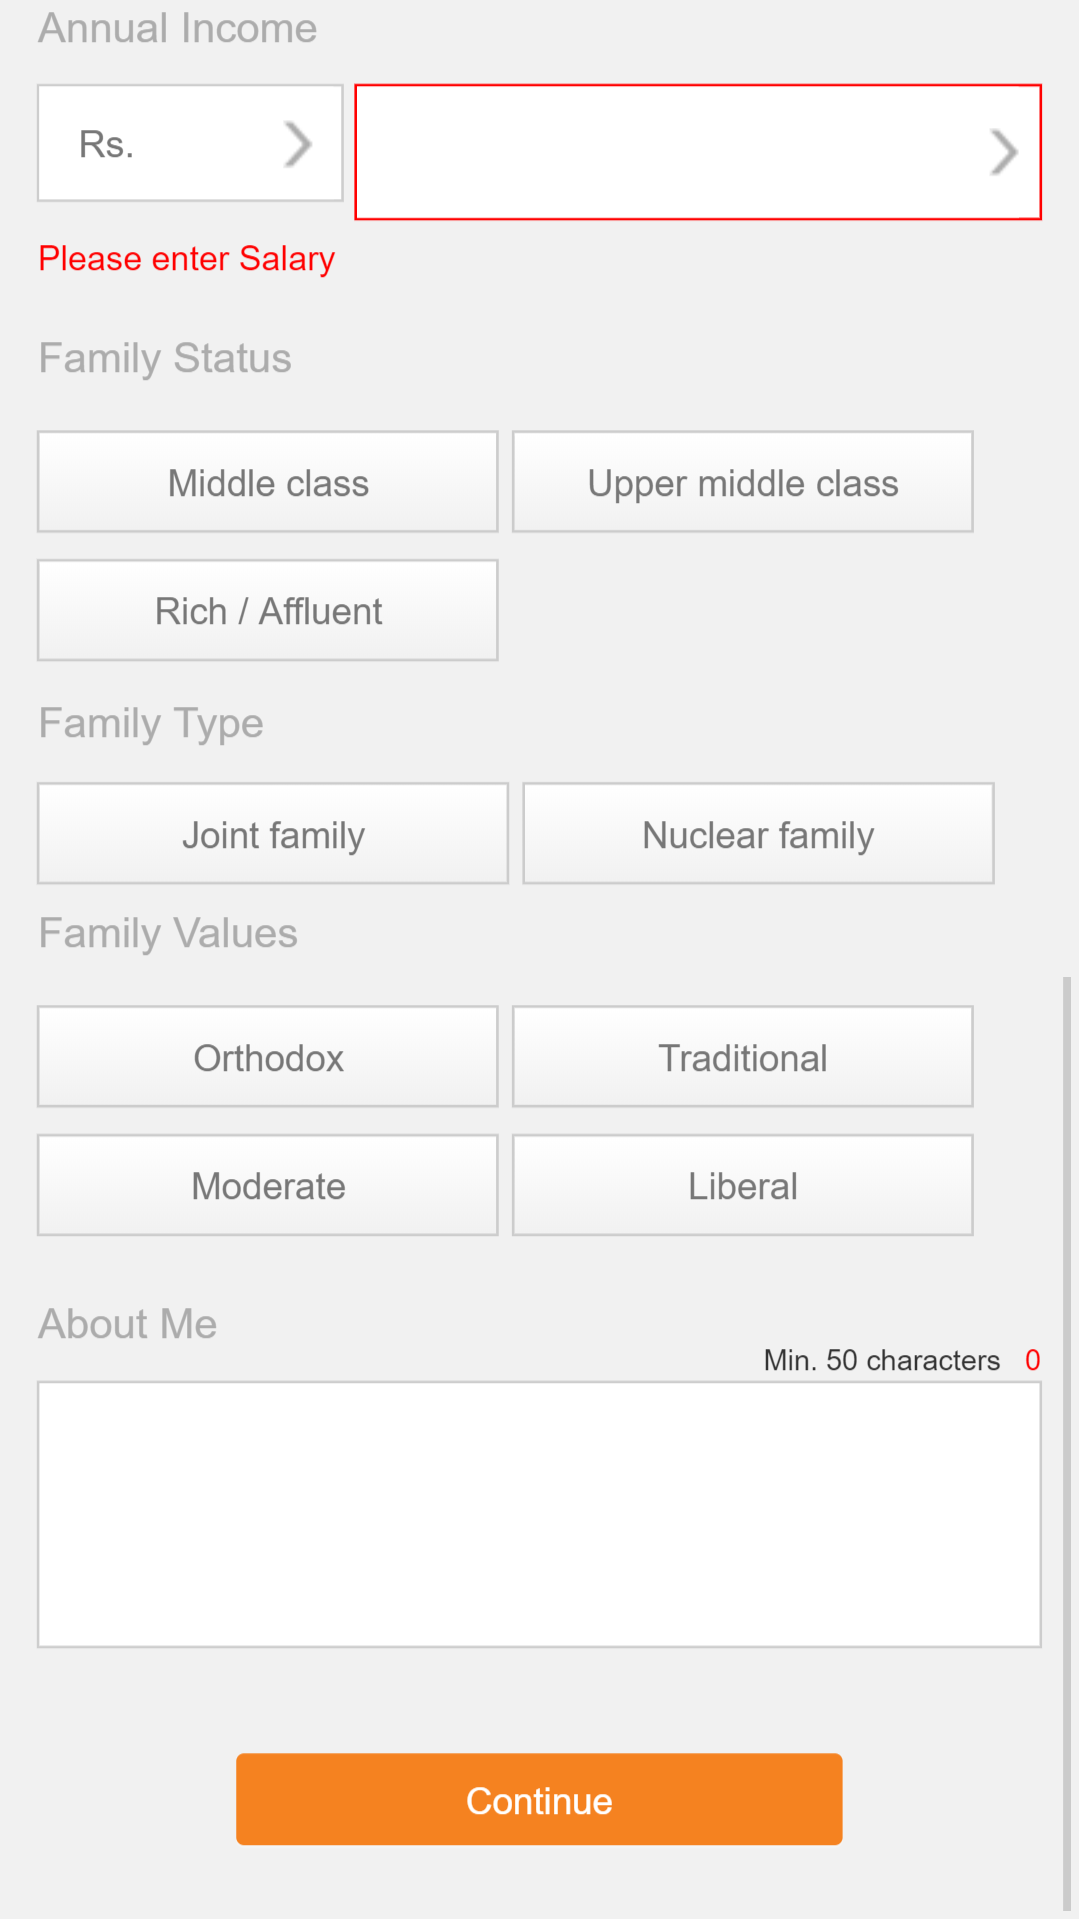 Annual Income
Rs.
Please enter Salary
Family Status
Middle class Upper middle class
Rich / Affluent
Family Type
Joint family Nuclear family
Family Values
Orthodox Traditional
Moderate Liberal
About Me
Min. 50 characters 0
Continue